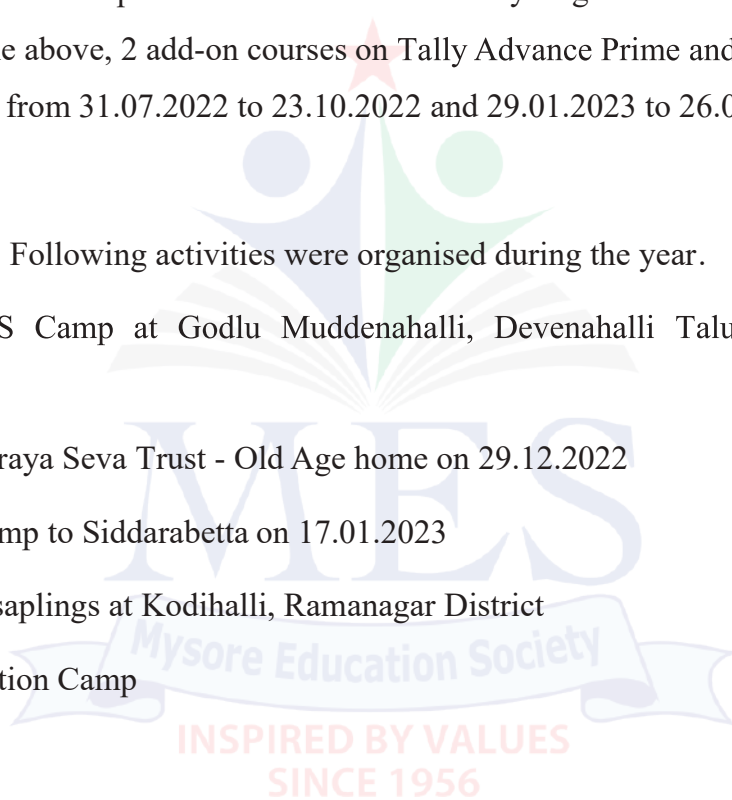 e above, 2 add-on courses on Tally Advance Prime and
from 31.07.2022 to 23.10.2022 and 29.01.2023 to 26.0
Following activities were organised during the year.
S Camp at Godlu Muddenahalli, Devenahalli Talu
raya Seva Trust - Old Age home on 29.12.2022
mp to Siddarabetta on 17.01.2023
saplings at Kodihalli, Ramanagar District
tion Camp
MES
Mysore Education Society
INSPIRED BY VALUES
SINCE 1956